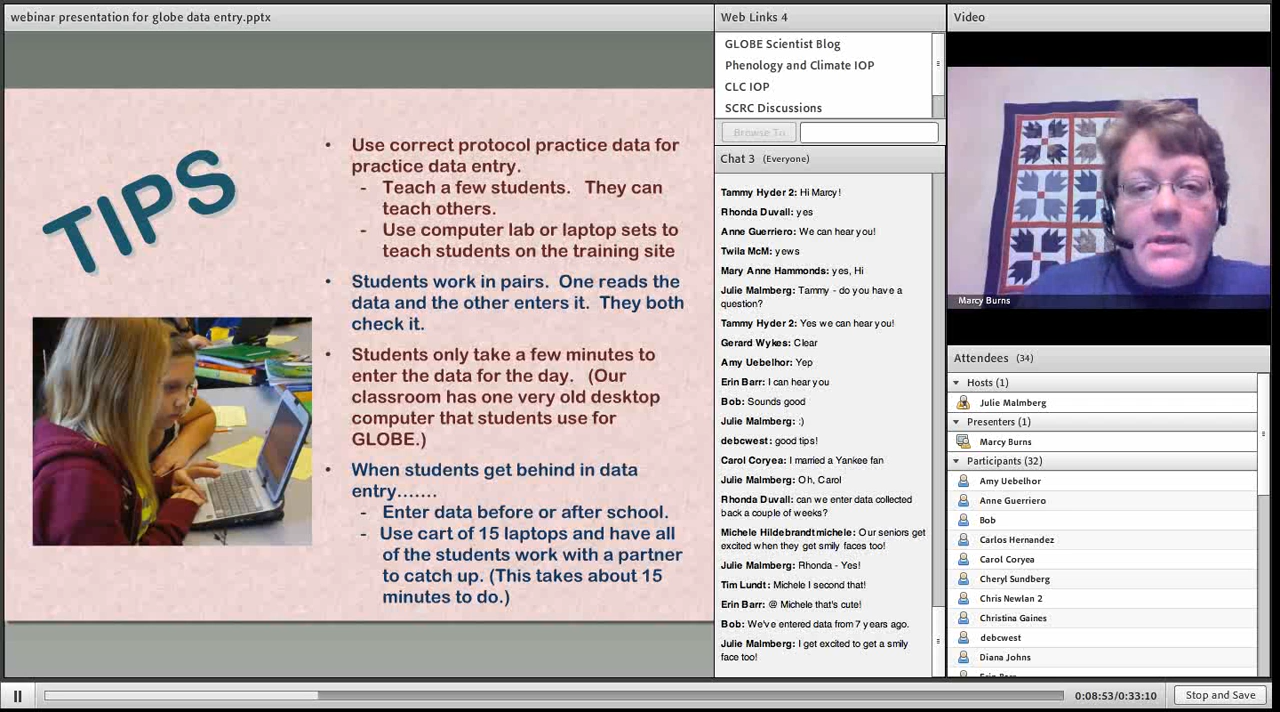 webinar presentation for globe data entry.pptx
TIPS
• Use correct protocol practice data for
practice data entry.
- Teach a few students. They can
teach others.
- Use computer lab or laptop sets to
teach students on the training site
• Students work in pairs. One reads the
data and the other enters it. They both
check it.
• Students only take a few minutes to
enter the data for the day. (Our
classroom has one very old desktop
computer that students use for
GLOBE.)
• When students get behind in data
entry.......
- Enter data before or after school.
- Use cart of 15 laptops and have all
of the students work with a partner
to catch up. (This takes about 15
minutes to do.)
Web Links 4
GLOBE Scientist Blog
Phenology and Climate IOP
CLC IOP
SCRC Discussions
Browse To
Chat 3 (Everyone)
Tammy Hyder 2: Hi Marcy!
Rhonda Duvall: yes
Anne Guerriero: We can hear you!
Twila McM: yews
Mary Anne Hammonds: yes, Hi
Julie Malmberg: Tammy - do you have a
question?
Tammy Hyder 2: Yes we can hear you!
Gerard Wykes: Clear
Amy Uebelhor: Yep
Erin Barr: I can hear you
Bob: Sounds good
Julie Malmberg: :)
debcwest: good tips!
Carol Coryea: I married a Yankee fan
Julie Malmberg: Oh, Carol
Rhonda Duvall: can we enter data collected
back a couple of weeks?
Michele Hildebrandtmichele: Our seniors get
excited when they get smily faces too!
Julie Malmberg: Rhonda - Yes!
Tim Lundt: Michele I second that!
Erin Barr: @ Michele that's cute!
Bob: We've entered data from 7 years ago.
Julie Malmberg: I get excited to get a smily
face too!
Video
Marcy Burns
Attendees (34)
Hosts (1)
Julie Malmberg
Presenters (1)
Marcy Burns
Participants (32)
Amy Uebelhor
Anne Guerriero
Bob
Carlos Hernandez
Carol Coryea
Cheryl Sundberg
Chris Newlan 2
Christina Gaines
debcwest
Diana Johns
Erin Barr
0:08:53/0:33:10
Stop and Save